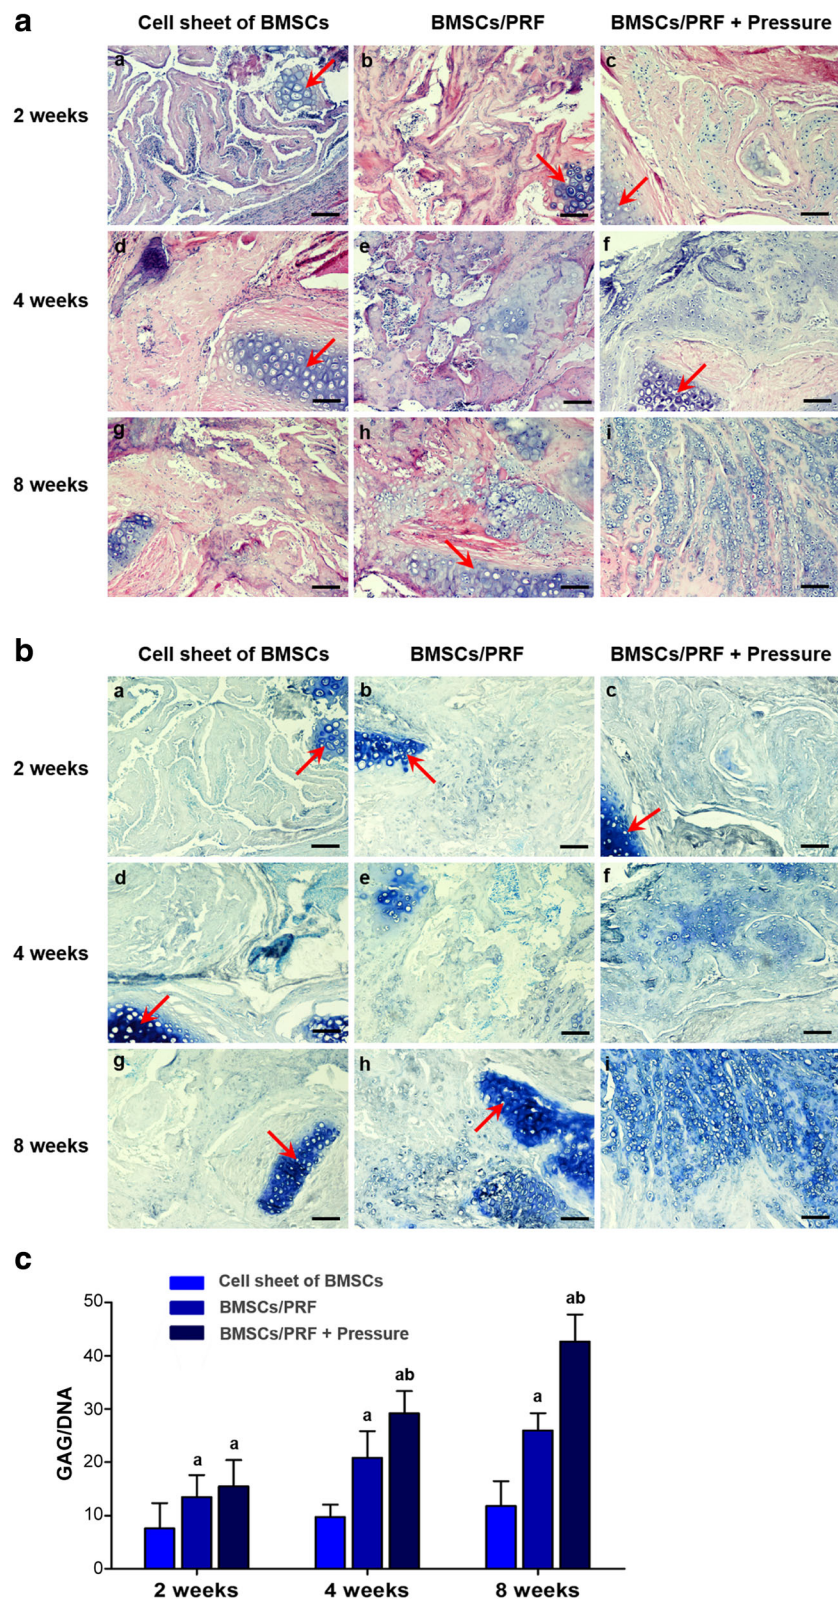 a
Cell sheet of BMSCs BMSCs/PRF BMSCs/PRF + Pressure
2 weeks a b c
4 weeks d e f
8 weeks g h i
b
Cell sheet of BMSCs BMSCs/PRF BMSCs/PRF + Pressure
2 weeks a b c
4 weeks d e f
8 weeks g h i
c
Cell sheet of BMSCs
BMSCs/PRF
BMSCs/PRF + Pressure
GAG/DNA
50
40
30
20
10
0
a a
a ab
a ab
2 weeks 4 weeks 8 weeks